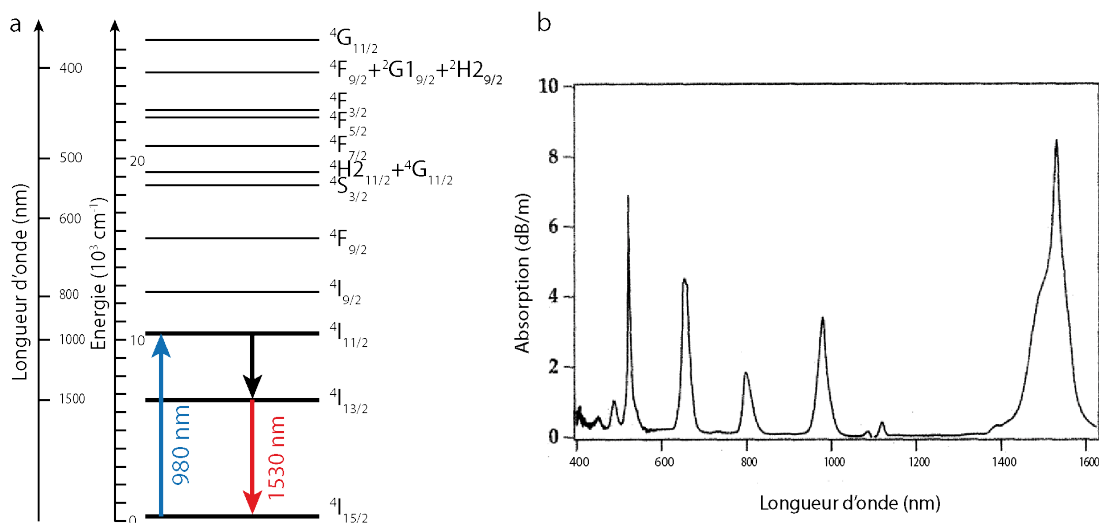 a
Longueur d'onde (nm)
400
500
600
800
1000
1500
Energie (10³ cm⁻¹)
20
10
0
⁴G₁₁/₂
⁴F₉/₂+²G1₉/₂+²H2₉/₂
⁴F₃/₂
⁴F₅/₂
⁴F₇/₂
⁴H2₁₁/₂+⁴G₁₁/₂
⁴S₃/₂
⁴F₉/₂
⁴I₉/₂
⁴I₁₁/₂
⁴I₁₃/₂
⁴I₁₅/₂
980 nm
1530 nm
b
Absorption (dB/m)
10
8
6
4
2
0
400
600
800
1000
1200
1400
1600
Longueur d'onde (nm)